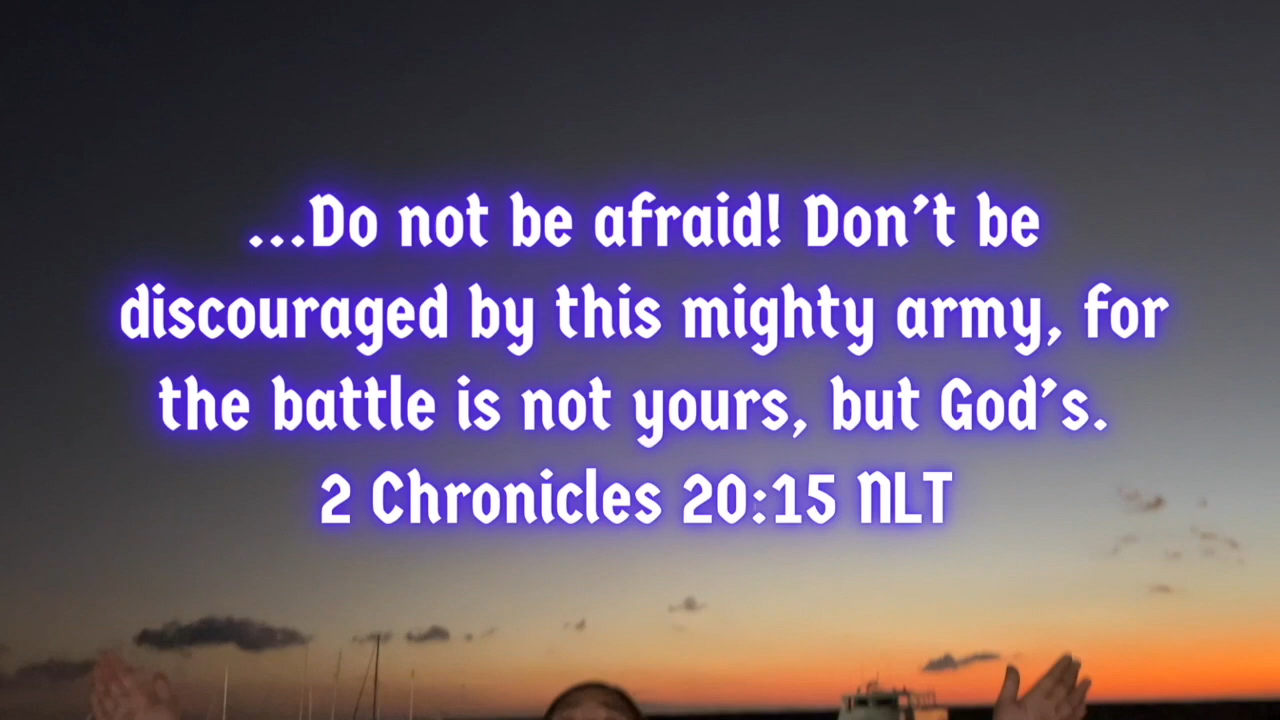 ...Do not be afraid! Don't be
discouraged by this mighty army, for
the battle is not yours, but God's.
2 Chronicles 20:15 NLT